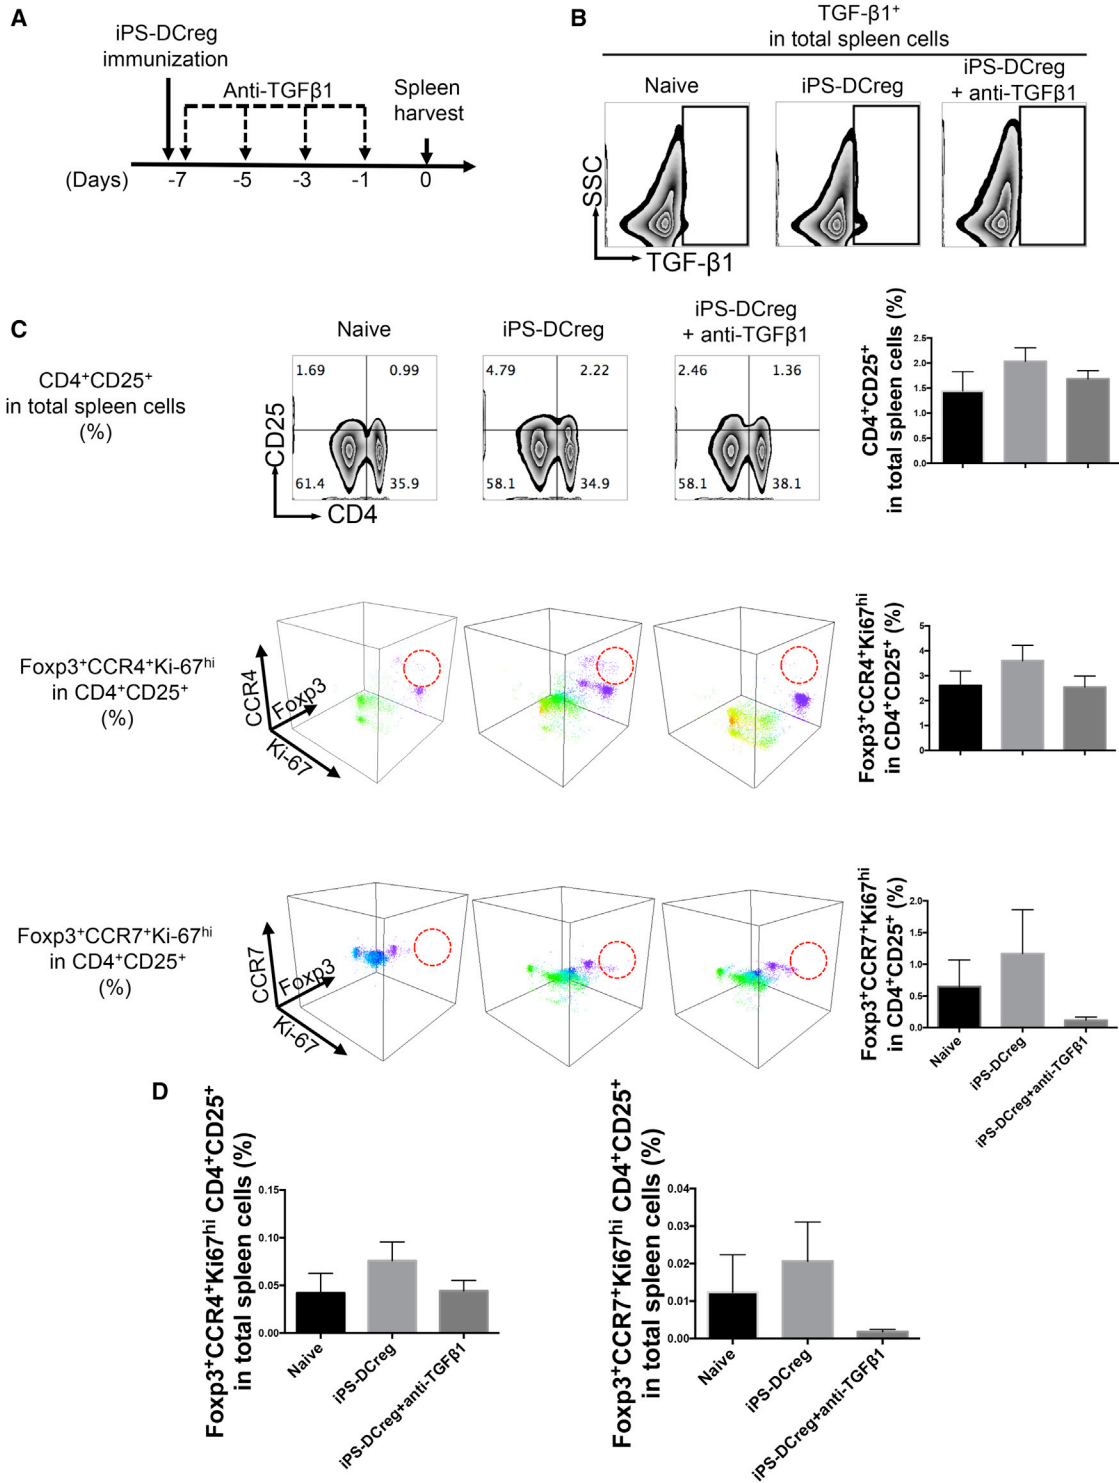 A
iPS-DCreg
immunization
Anti-TGFβ1
Spleen
harvest
(Days)
-7
-5
-3
-1
0
B
TGF-β1⁺
in total spleen cells
Naive
iPS-DCreg
iPS-DCreg
+ anti-TGFβ1
SSC
TGF-β1
C
Naive
iPS-DCreg
iPS-DCreg
+ anti-TGFβ1
CD4⁺CD25⁺
in total spleen cells
(%)
1.69
0.99
61.4
35.9
4.79
2.22
58.1
34.9
2.46
1.36
58.1
38.1
CD25
CD4
CD4⁺CD25⁺
in total spleen cells (%)
2.5
2.0
1.5
1.0
0.5
0.0
Foxp3⁺CCR4⁺Ki-67ʰⁱ
in CD4⁺CD25⁺
(%)
CCR4
Foxp3
Ki-67
Foxp3⁺CCR4⁺Ki67ʰⁱ
in CD4⁺CD25⁺ (%)
5
4
3
2
1
0
Foxp3⁺CCR7⁺Ki-67ʰⁱ
in CD4⁺CD25⁺
(%)
CCR7
Foxp3
Ki-67
Foxp3⁺CCR7⁺Ki67ʰⁱ
in CD4⁺CD25⁺ (%)
2.0
1.5
1.0
0.5
0.0
Naive
iPS-DCreg
iPS-DCreg+anti-TGFβ1
D
Foxp3⁺CCR4⁺Ki67ʰⁱ CD4⁺CD25⁺
in total spleen cells (%)
0.15
0.10
0.05
0.00
Naive
iPS-DCreg
iPS-DCreg+anti-TGFβ1
Foxp3⁺CCR7⁺Ki67ʰⁱ CD4⁺CD25⁺
in total spleen cells (%)
0.04
0.03
0.02
0.01
0.00
Naive
iPS-DCreg
iPS-DCreg+anti-TGFβ1